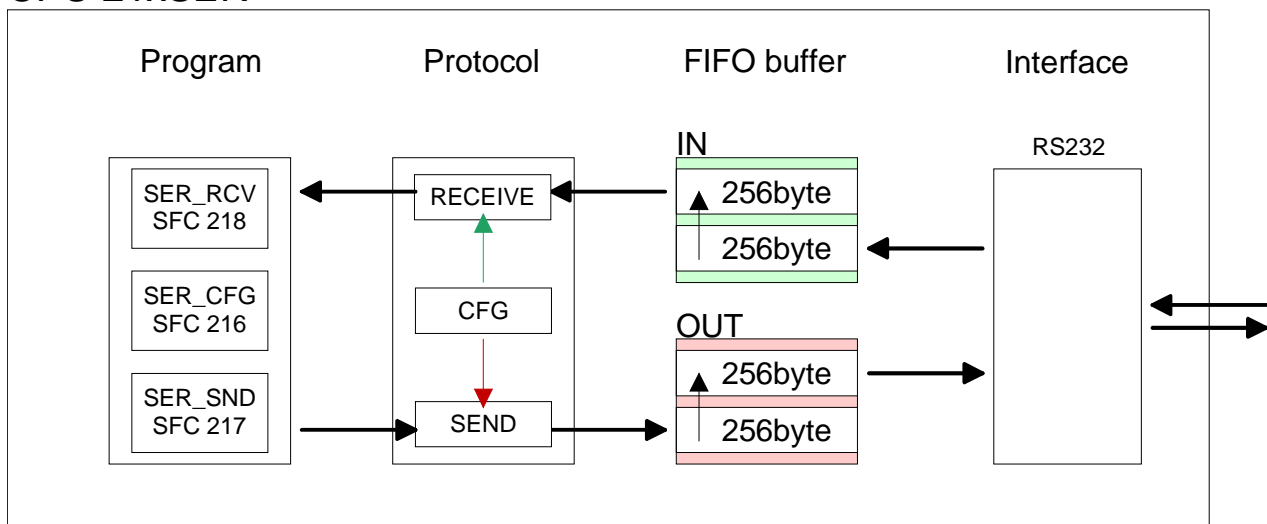 Program
Protocol
FIFO buffer
Interface
IN
RS232
SER_RCV
SFC 218
RECEIVE
256byte
256byte
SER_CFG
SFC 216
CFG
OUT
256byte
SER_SND
SFC 217
SEND
256byte